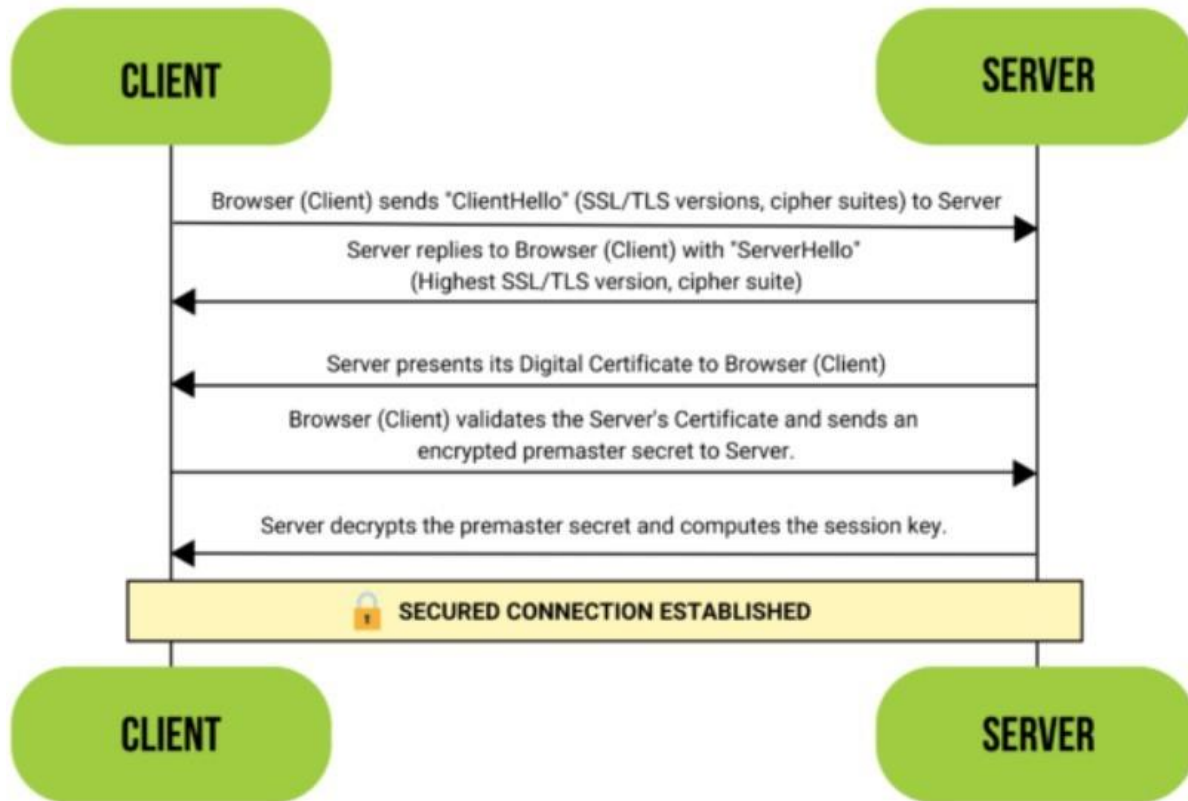 CLIENT
SERVER
Browser (Client) sends "ClientHello" (SSL/TLS versions, cipher suites) to Server
Server replies to Browser (Client) with "ServerHello"
(Highest SSL/TLS version, cipher suite)
Server presents its Digital Certificate to Browser (Client)
Browser (Client) validates the Server's Certificate and sends an
encrypted premaster secret to Server.
Server decrypts the premaster secret and computes the session key.
SECURED CONNECTION ESTABLISHED
CLIENT
SERVER